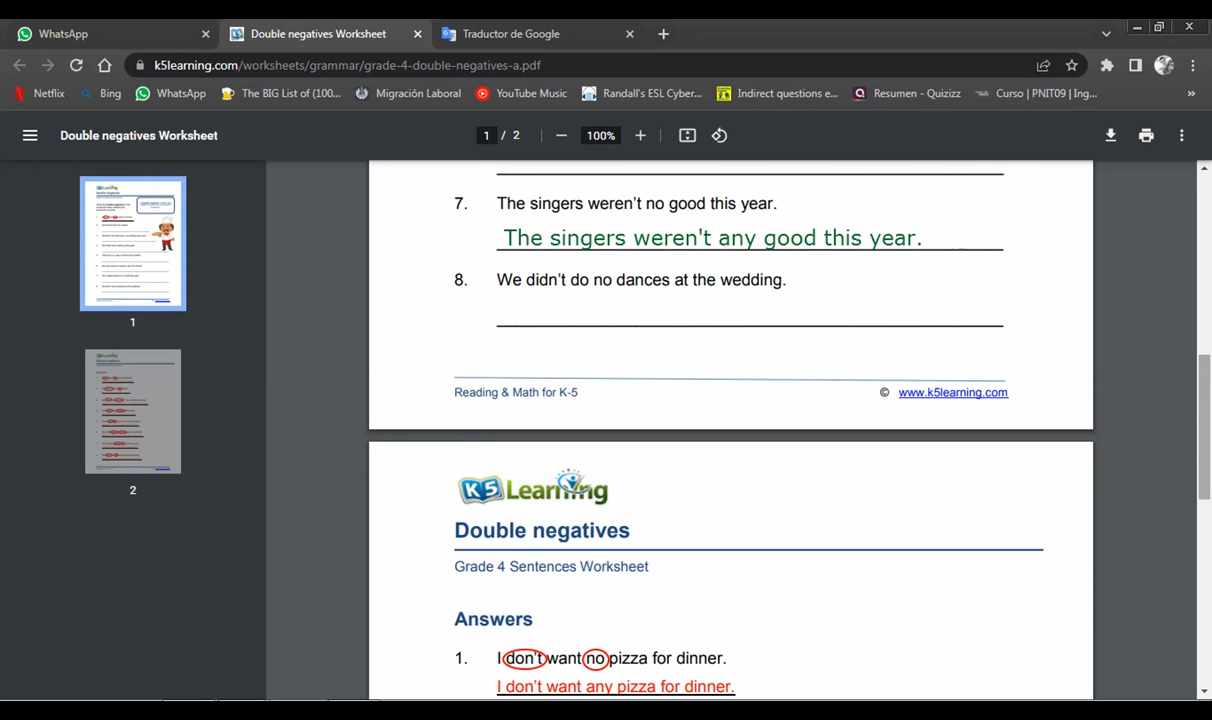 WhatsApp
Double negatives Worksheet
Traductor de Google
k5learning.com/worksheets/grammar/grade-4-double-negatives-a.pdf
Netflix
Bing
WhatsApp
The BIG List of (100...
Migración Laboral
YouTube Music
Randall's ESL Cyber...
Indirect questions e...
Resumen - Quizizz
Curso | PNIT09 | Ing...
Double negatives Worksheet
1 / 2
100%
1
2
7. The singers weren't no good this year.
The singers weren't any good this year.
8. We didn't do no dances at the wedding.
Reading & Math for K-5
© www.k5learning.com
K5 Learning
Double negatives
Grade 4 Sentences Worksheet
Answers
1. I don't want no pizza for dinner.
I don't want any pizza for dinner.